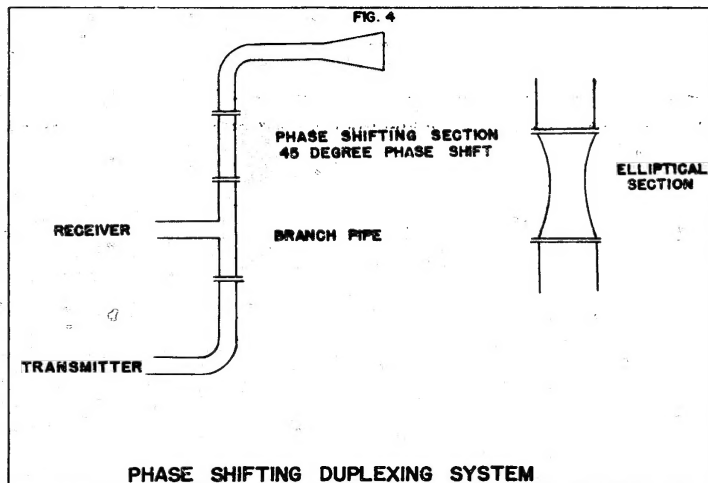 FIG. 4
PHASE SHIFTING SECTION
45 DEGREE PHASE SHIFT
ELLIPTICAL
SECTION
RECEIVER
BRANCH PIPE
TRANSMITTER
PHASE SHIFTING DUPLEXING SYSTEM